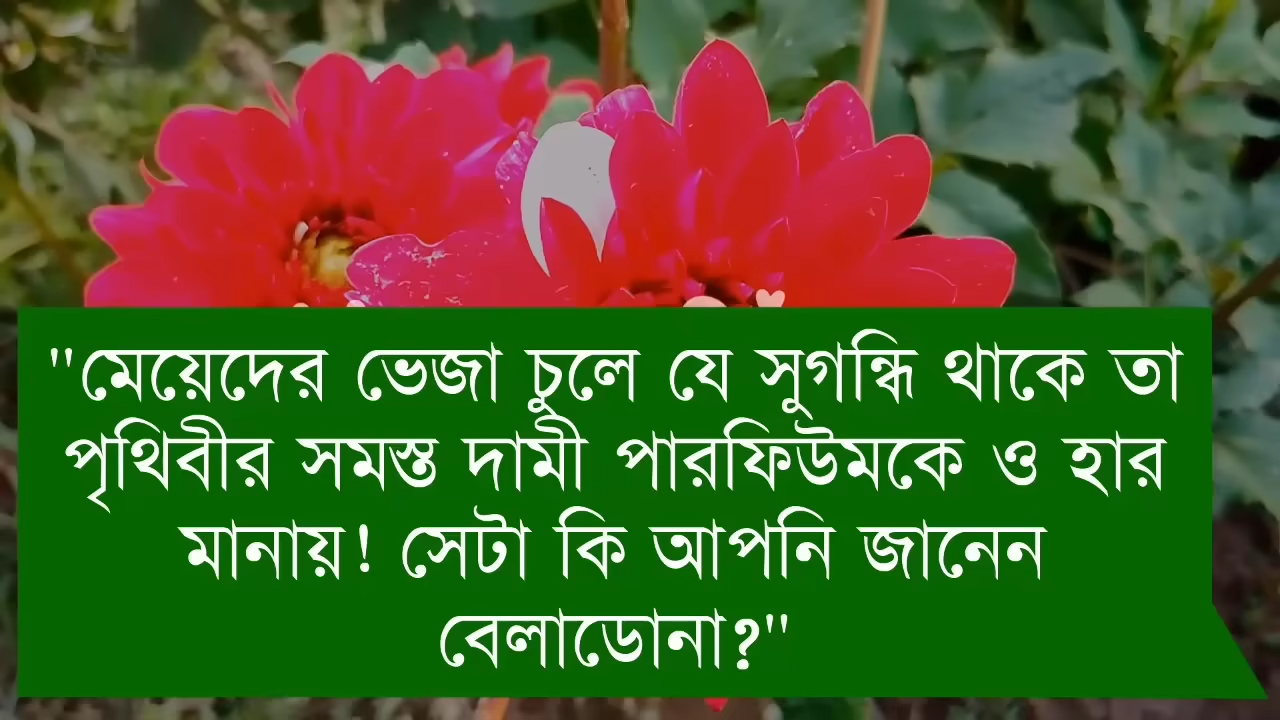 "মেয়েদের ভেজা চুলে যে সুগন্ধি থাকে তা
পৃথিবীর সমস্ত দামী পারফিউমকে ও হার
মানায়! সেটা কি আপনি জানেন
বেলাডোনা?"